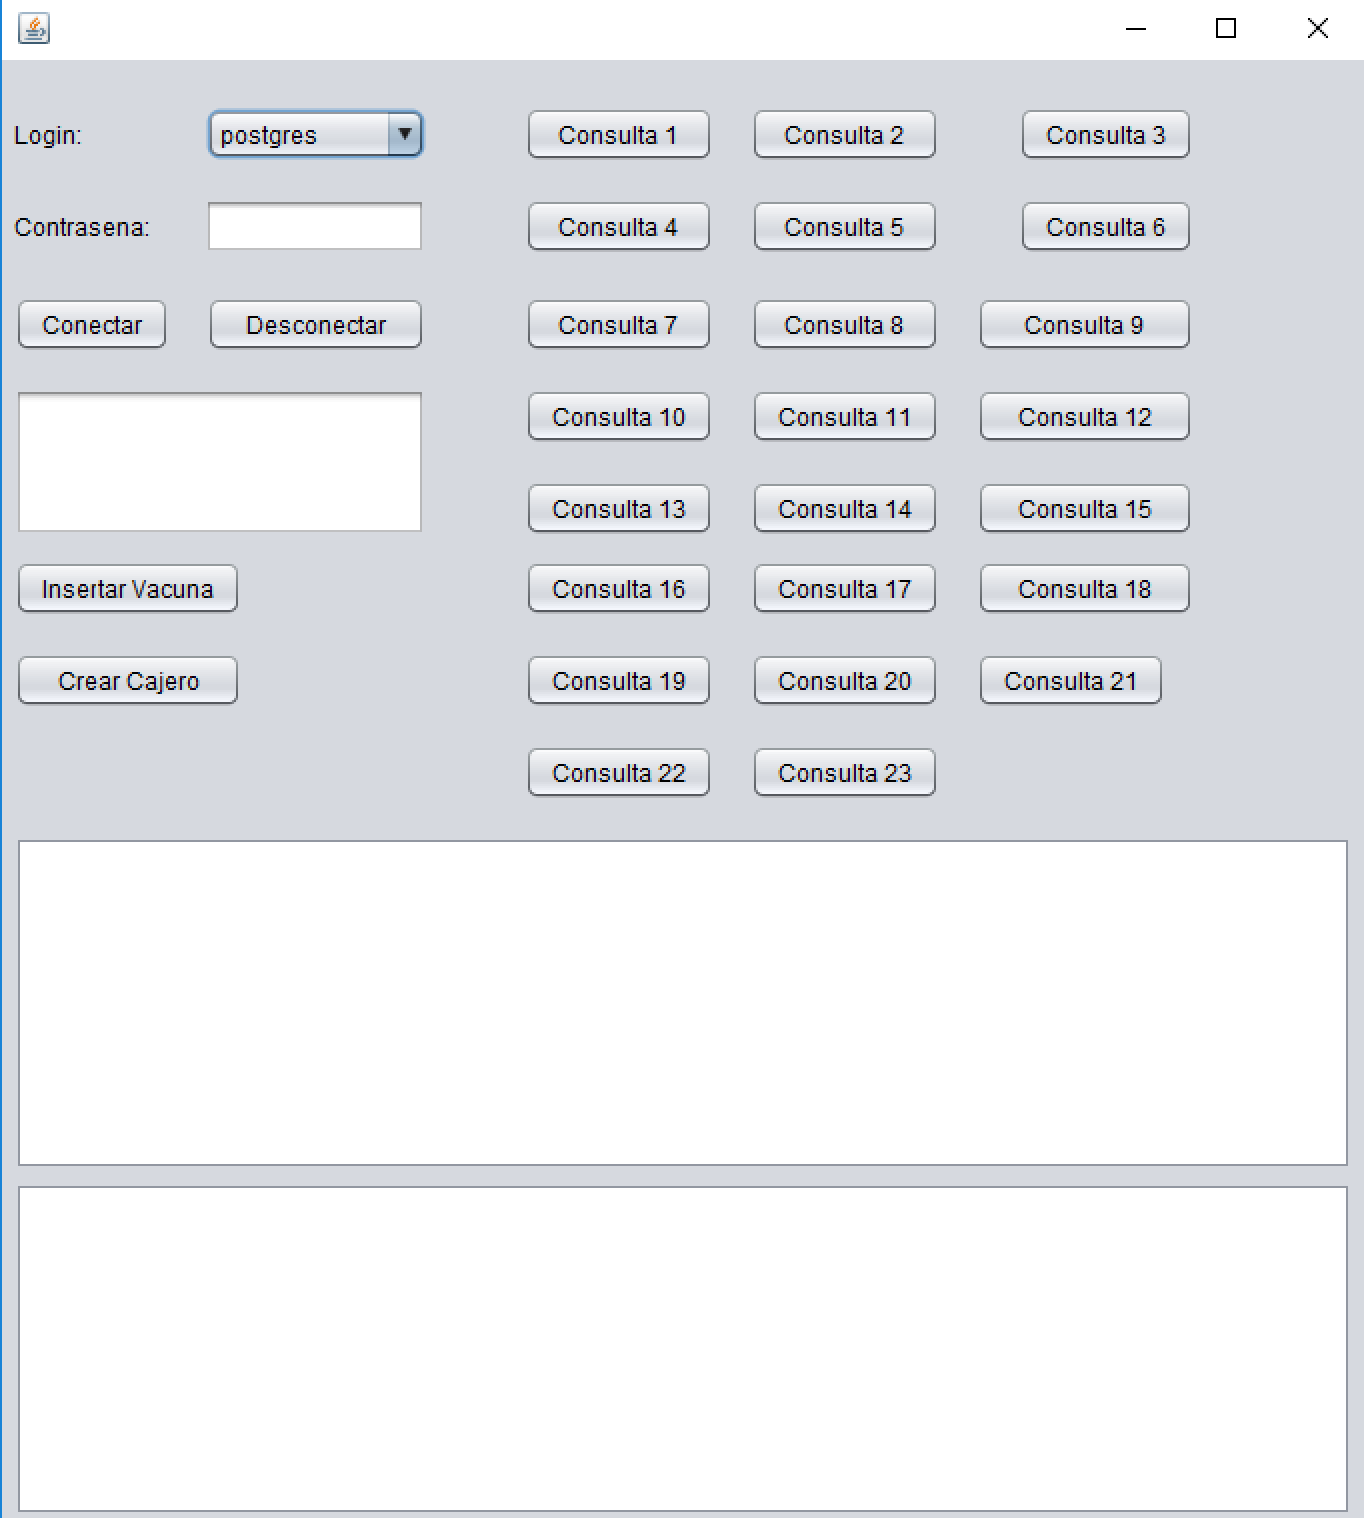 Login: postgres Consulta 1 Consulta 2 Consulta 3
Contrasena: Consulta 4 Consulta 5 Consulta 6
Conectar Desconectar Consulta 7 Consulta 8 Consulta 9
Consulta 10 Consulta 11 Consulta 12
Consulta 13 Consulta 14 Consulta 15
Insertar Vacuna Consulta 16 Consulta 17 Consulta 18
Crear Cajero Consulta 19 Consulta 20 Consulta 21
Consulta 22 Consulta 23